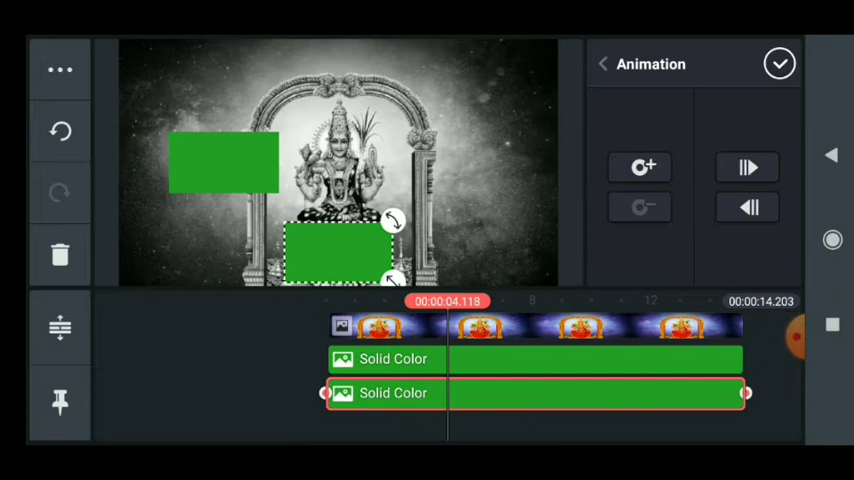 Animation
00:00:04.118
8
12
00:00:14.203
Solid Color
Solid Color